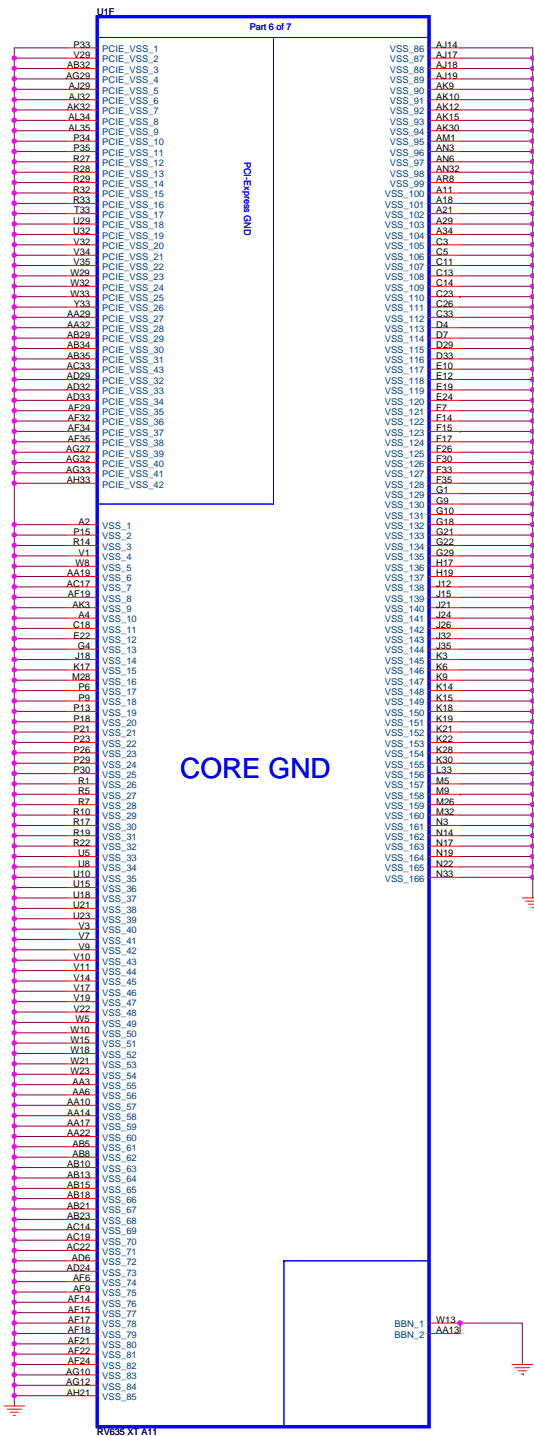 U1F
Part 6 of 7
P33 PCIE_VSS_1
V29 PCIE_VSS_2
AB32 PCIE_VSS_3
AG29 PCIE_VSS_4
AJ29 PCIE_VSS_5
AJ32 PCIE_VSS_6
AK32 PCIE_VSS_7
AL34 PCIE_VSS_8
AL35 PCIE_VSS_9
P34 PCIE_VSS_10
P35 PCIE_VSS_11
R27 PCIE_VSS_12
R28 PCIE_VSS_13
R29 PCIE_VSS_14
R32 PCIE_VSS_15
R33 PCIE_VSS_16
T33 PCIE_VSS_17
U29 PCIE_VSS_18
U32 PCIE_VSS_19
V32 PCIE_VSS_20
V34 PCIE_VSS_21
V35 PCIE_VSS_22
W29 PCIE_VSS_23
W32 PCIE_VSS_24
W33 PCIE_VSS_25
Y33 PCIE_VSS_26
AA29 PCIE_VSS_27
AA32 PCIE_VSS_28
AB29 PCIE_VSS_29
AB34 PCIE_VSS_30
AB35 PCIE_VSS_31
AC33 PCIE_VSS_43
AD29 PCIE_VSS_32
AD32 PCIE_VSS_33
AD33 PCIE_VSS_34
AF29 PCIE_VSS_35
AF32 PCIE_VSS_36
AF34 PCIE_VSS_37
AF35 PCIE_VSS_38
AG27 PCIE_VSS_39
AG32 PCIE_VSS_40
AG33 PCIE_VSS_41
AH33 PCIE_VSS_42
PCI-Express GND
A2 VSS_1
P15 VSS_2
R14 VSS_3
V1 VSS_4
W8 VSS_5
AA19 VSS_6
AC17 VSS_7
AF19 VSS_8
AK3 VSS_9
A4 VSS_10
C18 VSS_11
E22 VSS_12
G4 VSS_13
J18 VSS_14
K17 VSS_15
M28 VSS_16
P6 VSS_17
P9 VSS_18
P13 VSS_19
P18 VSS_20
P21 VSS_21
P23 VSS_22
P26 VSS_23
P29 VSS_24
P30 VSS_25
R1 VSS_26
R5 VSS_27
R7 VSS_28
R10 VSS_29
R17 VSS_30
R19 VSS_31
R22 VSS_32
U5 VSS_33
U8 VSS_34
U10 VSS_35
U15 VSS_36
U18 VSS_37
U21 VSS_38
U23 VSS_39
V3 VSS_40
V7 VSS_41
V9 VSS_42
V10 VSS_43
V11 VSS_44
V14 VSS_45
V17 VSS_46
V19 VSS_47
V22 VSS_48
W5 VSS_49
W10 VSS_50
W15 VSS_51
W18 VSS_52
W21 VSS_53
W23 VSS_54
AA3 VSS_55
AA6 VSS_56
AA10 VSS_57
AA14 VSS_58
AA17 VSS_59
AA22 VSS_60
AB5 VSS_61
AB8 VSS_62
AB10 VSS_63
AB13 VSS_64
AB15 VSS_65
AB18 VSS_66
AB21 VSS_67
AB23 VSS_68
AC14 VSS_69
AC19 VSS_70
AC22 VSS_71
AD6 VSS_72
AD24 VSS_73
AF6 VSS_74
AF9 VSS_75
AF14 VSS_76
AF15 VSS_77
AF17 VSS_78
AF18 VSS_79
AF21 VSS_80
AF22 VSS_81
AF24 VSS_82
AG10 VSS_83
AG12 VSS_84
AH21 VSS_85
CORE GND
VSS_86 AJ14
VSS_87 AJ17
VSS_88 AJ18
VSS_89 AJ19
VSS_90 AK9
VSS_91 AK10
VSS_92 AK12
VSS_93 AK15
VSS_94 AK30
VSS_95 AM1
VSS_96 AN3
VSS_97 AN6
VSS_98 AN32
VSS_99 AR8
VSS_100 A11
VSS_101 A18
VSS_102 A21
VSS_103 A29
VSS_104 A34
VSS_105 C3
VSS_106 C5
VSS_107 C11
VSS_108 C13
VSS_109 C14
VSS_110 C23
VSS_111 C26
VSS_112 C33
VSS_113 D4
VSS_114 D7
VSS_115 D29
VSS_116 D33
VSS_117 E10
VSS_118 E12
VSS_119 E19
VSS_120 E24
VSS_121 F7
VSS_122 F14
VSS_123 F15
VSS_124 F17
VSS_125 F26
VSS_126 F30
VSS_127 F33
VSS_128 F35
VSS_129 G1
VSS_130 G9
VSS_131 G10
VSS_132 G18
VSS_133 G21
VSS_134 G22
VSS_135 G29
VSS_136 H17
VSS_137 H19
VSS_138 J12
VSS_139 J15
VSS_140 J21
VSS_141 J24
VSS_142 J26
VSS_143 J32
VSS_144 J35
VSS_145 K3
VSS_146 K6
VSS_147 K9
VSS_148 K14
VSS_149 K15
VSS_150 K18
VSS_151 K19
VSS_152 K21
VSS_153 K22
VSS_154 K28
VSS_155 K30
VSS_156 L33
VSS_157 M5
VSS_158 M9
VSS_159 M26
VSS_160 M32
VSS_161 N3
VSS_162 N14
VSS_163 N17
VSS_164 N19
VSS_165 N22
VSS_166 N33
BBN_1 W13
BBN_2 AA13
RV635 XT A11